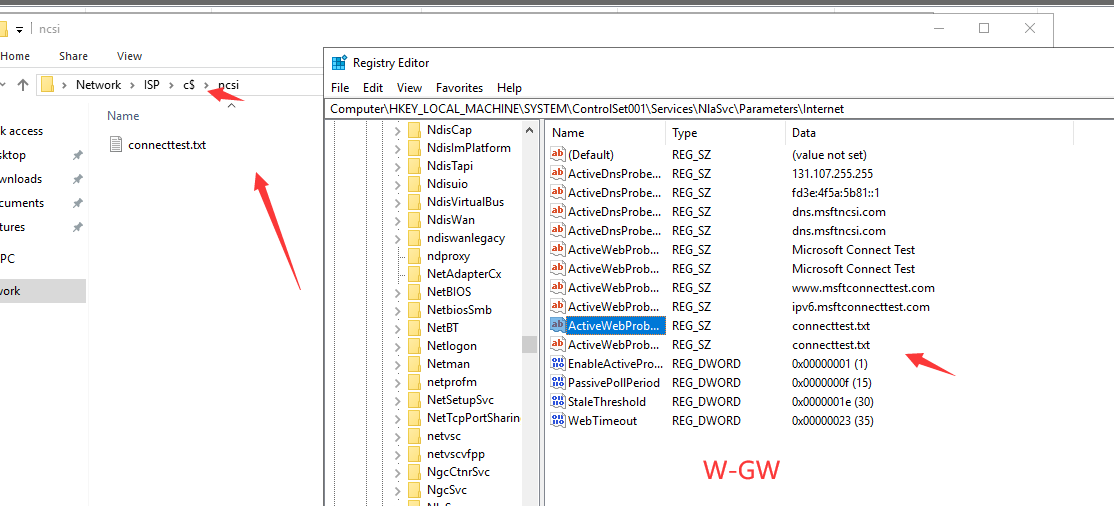 ncsi
Home Share View
Network ISP c$ ncsi
Name
connecttest.txt
k access
sktop
wnloads
cuments
tures
PC
work
Registry Editor
File Edit View Favorites Help
Computer\HKEY_LOCAL_MACHINE\SYSTEM\ControlSet001\Services\NlaSvc\Parameters\Internet
NdisCap
NdisImPlatform
NdisTapi
Ndisuio
NdisVirtualBus
NdisWan
ndiswanlegacy
ndproxy
NetAdapterCx
NetBIOS
NetbiosSmb
NetBT
Netlogon
Netman
netprofm
NetSetupSvc
NetTcpPortSharin
netvsc
netvscvfpp
NgcCtnrSvc
NgcSvc
Name Type Data
(Default) REG_SZ (value not set)
ActiveDnsProbe... REG_SZ 131.107.255.255
ActiveDnsProbe... REG_SZ fd3e:4f5a:5b81::1
ActiveDnsProbe... REG_SZ dns.msftncsi.com
ActiveDnsProbe... REG_SZ dns.msftncsi.com
ActiveWebProb... REG_SZ Microsoft Connect Test
ActiveWebProb... REG_SZ Microsoft Connect Test
ActiveWebProb... REG_SZ www.msftconnecttest.com
ActiveWebProb... REG_SZ ipv6.msftconnecttest.com
ActiveWebProb... REG_SZ connecttest.txt
ActiveWebProb... REG_SZ connecttest.txt
EnableActivePro... REG_DWORD 0x00000001 (1)
PassivePollPeriod REG_DWORD 0x0000000f (15)
StaleThreshold REG_DWORD 0x0000001e (30)
WebTimeout REG_DWORD 0x00000023 (35)
W-GW